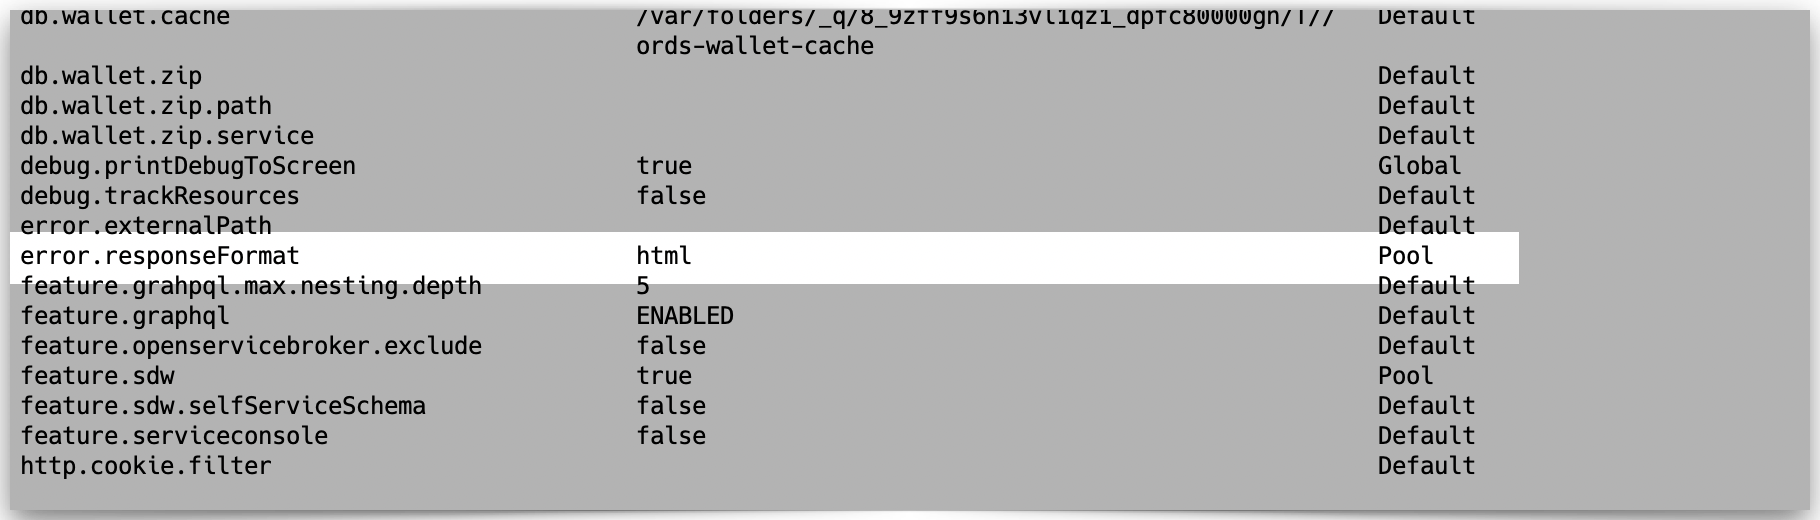 db.wallet.cache /var/folders/_q/8_9zff9s6n13vl1qz1_dpfc80000gn/T// Default
ords-wallet-cache
db.wallet.zip Default
db.wallet.zip.path Default
db.wallet.zip.service Default
debug.printDebugToScreen true Global
debug.trackResources false Default
error.externalPath Default
error.responseFormat html Pool
feature.grahpql.max.nesting.depth 5 Default
feature.graphql ENABLED Default
feature.openservicebroker.exclude false Default
feature.sdw true Pool
feature.sdw.selfServiceSchema false Default
feature.serviceconsole false Default
http.cookie.filter Default